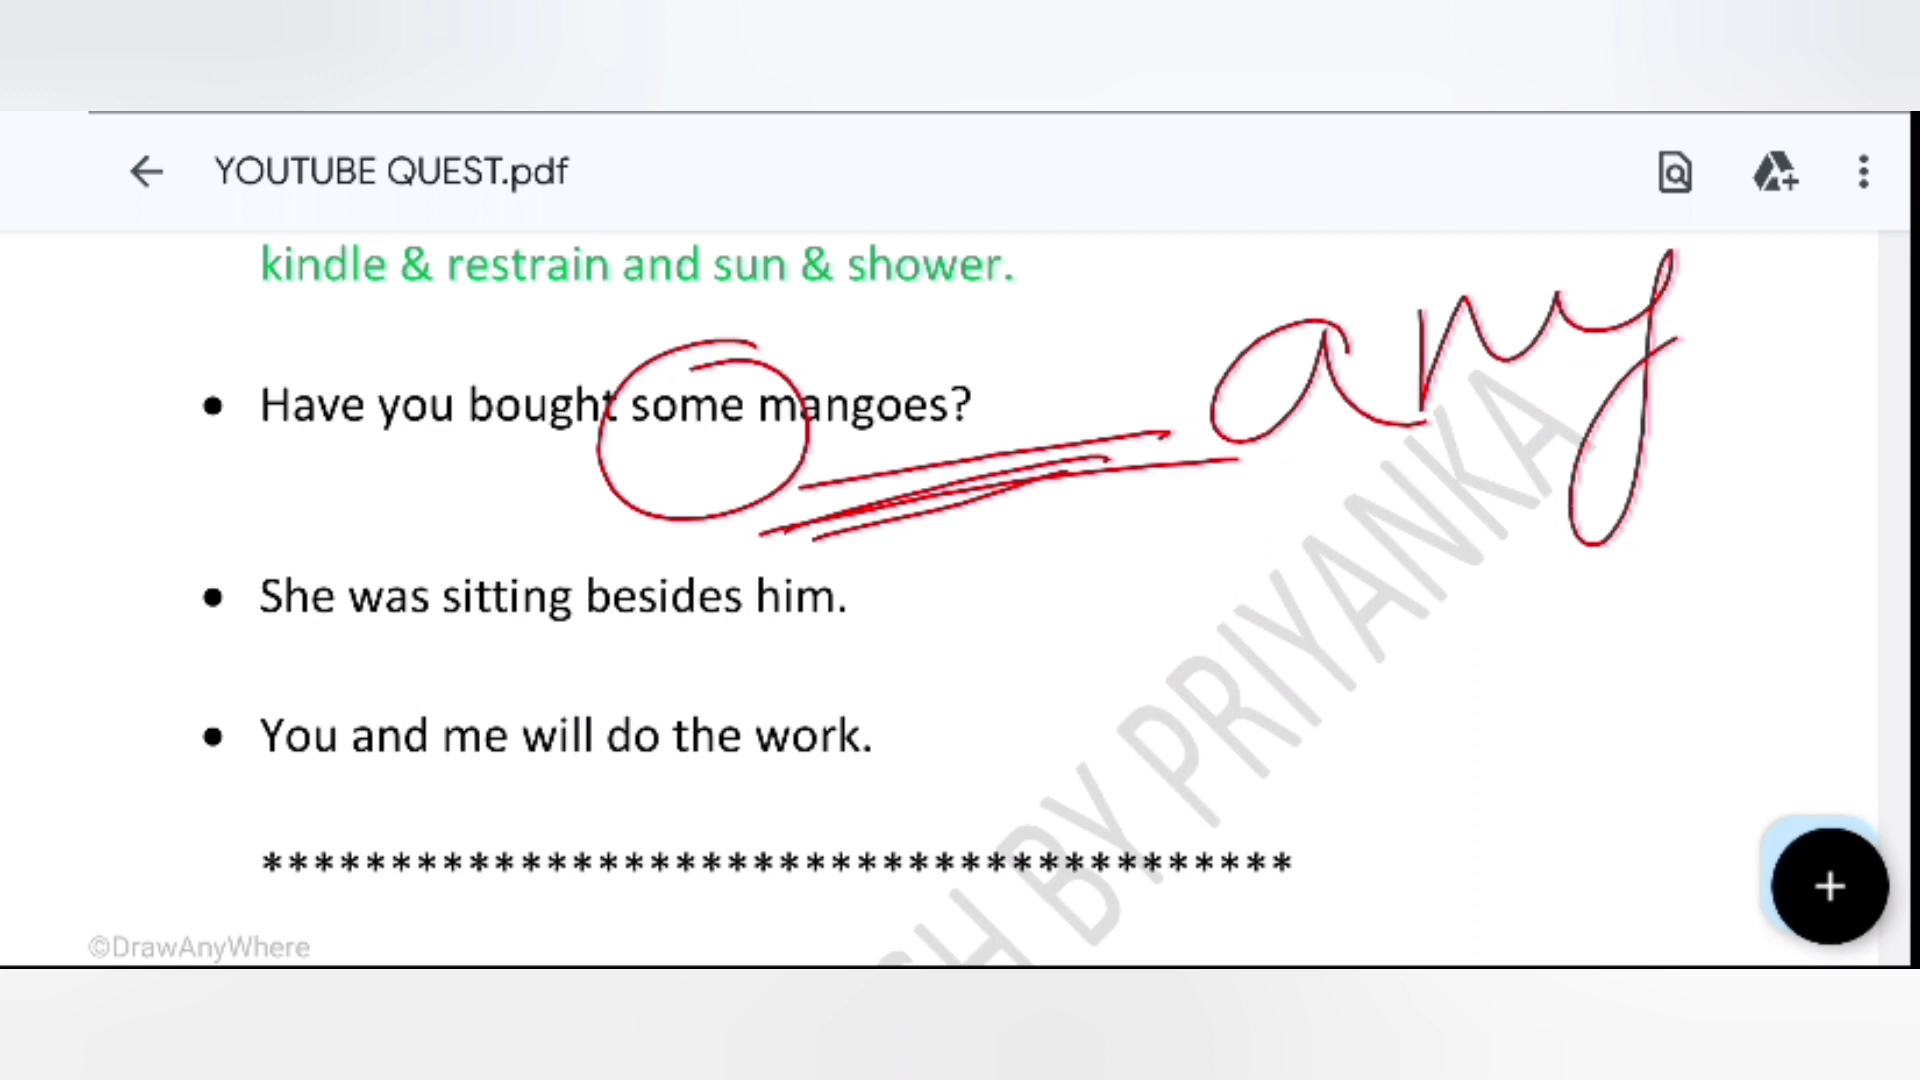 YOUTUBE QUEST.pdf
kindle & restrain and sun & shower.
any
• Have you bought some mangoes?
• She was sitting besides him.
• You and me will do the work.
***************************************
©DrawAnyWhere
H BY PRIYANKA